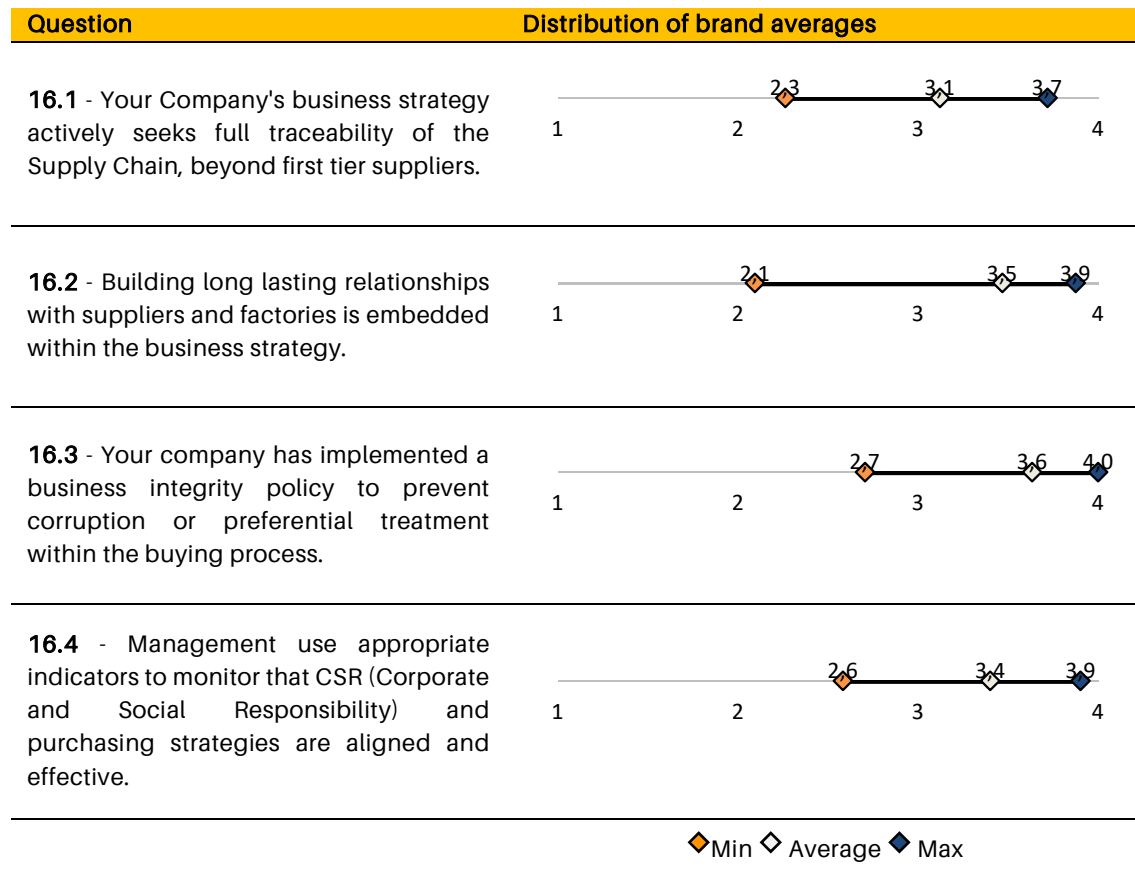 Question Distribution of brand averages
16.1 - Your Company's business strategy
actively seeks full traceability of the
Supply Chain, beyond first tier suppliers.
2,3 3,1 3,7
1 2 3 4
16.2 - Building long lasting relationships
with suppliers and factories is embedded
within the business strategy.
2,1 3,5 3,9
1 2 3 4
16.3 - Your company has implemented a
business integrity policy to prevent
corruption or preferential treatment
within the buying process.
2,7 3,6 4,0
1 2 3 4
16.4 - Management use appropriate
indicators to monitor that CSR (Corporate
and Social Responsibility) and
purchasing strategies are aligned and
effective.
2,6 3,4 3,9
1 2 3 4
Min Average Max